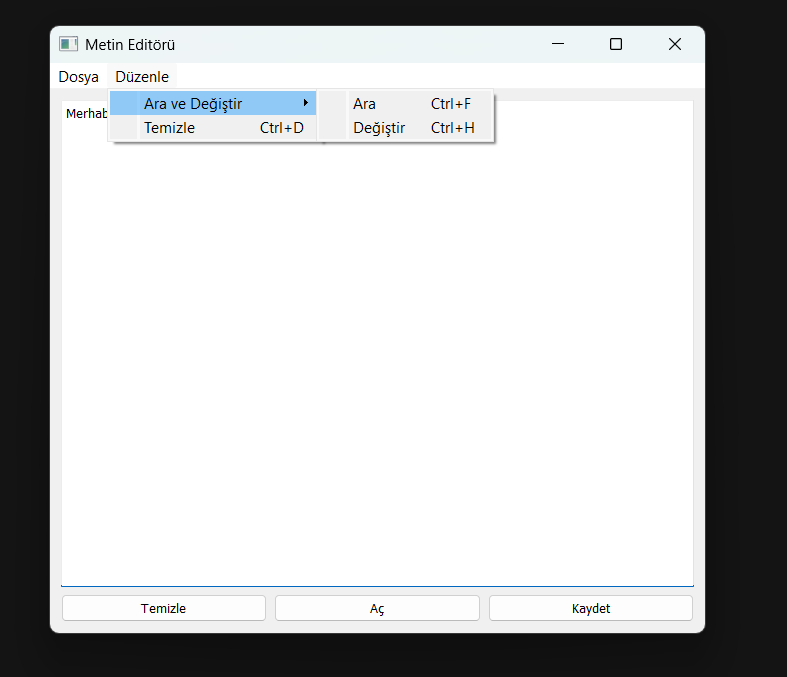 Metin Editörü
Dosya Düzenle
Ara ve Değiştir Ara Ctrl+F
Temizle Ctrl+D Değiştir Ctrl+H
Merhab
Temizle Aç Kaydet